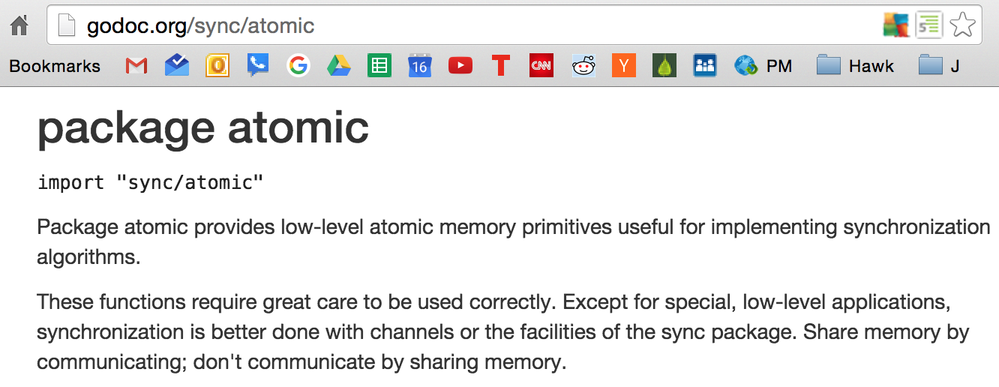 godoc.org/sync/atomic
5
Bookmarks 16 T CNN Y PM Hawk J
package atomic
import "sync/atomic"
Package atomic provides low-level atomic memory primitives useful for implementing synchronization
algorithms.
These functions require great care to be used correctly. Except for special, low-level applications,
synchronization is better done with channels or the facilities of the sync package. Share memory by
communicating; don't communicate by sharing memory.